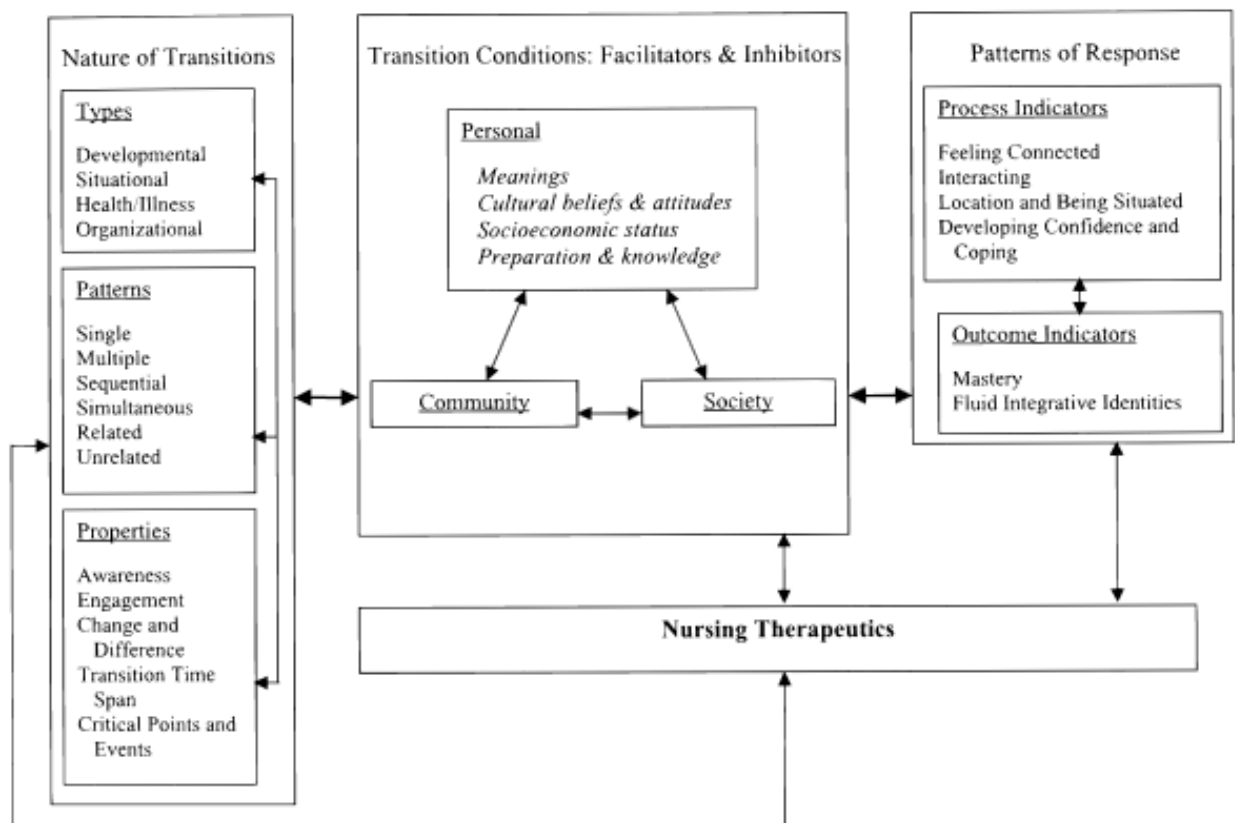 Nature of Transitions
Types
Developmental
Situational
Health/Illness
Organizational
Patterns
Single
Multiple
Sequential
Simultaneous
Related
Unrelated
Properties
Awareness
Engagement
Change and
Difference
Transition Time
Span
Critical Points and
Events
Transition Conditions: Facilitators & Inhibitors
Personal
Meanings
Cultural beliefs & attitudes
Socioeconomic status
Preparation & knowledge
Community
Society
Patterns of Response
Process Indicators
Feeling Connected
Interacting
Location and Being Situated
Developing Confidence and
Coping
Outcome Indicators
Mastery
Fluid Integrative Identities
Nursing Therapeutics